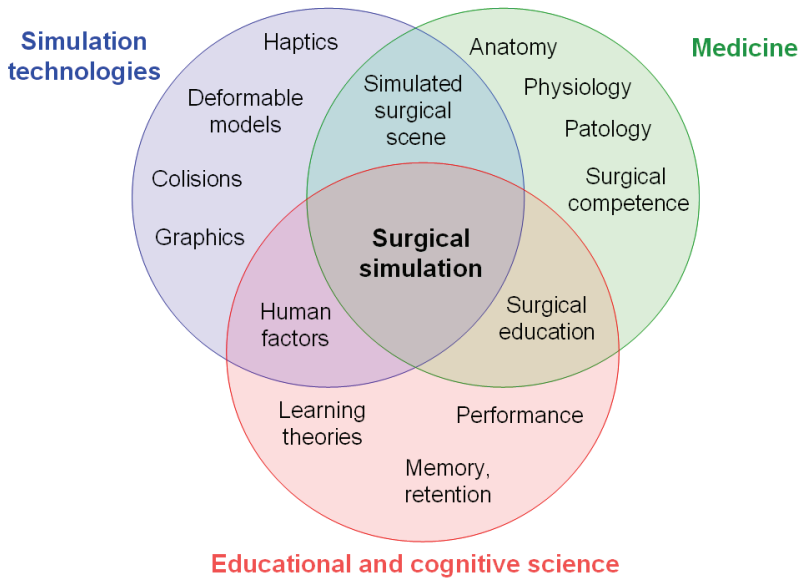 Simulation
technologies
Haptics
Deformable
models
Colisions
Graphics
Simulated
surgical
scene
Anatomy
Physiology
Patology
Surgical
competence
Medicine
Surgical
simulation
Human
factors
Surgical
education
Learning
theories
Performance
Memory,
retention
Educational and cognitive science